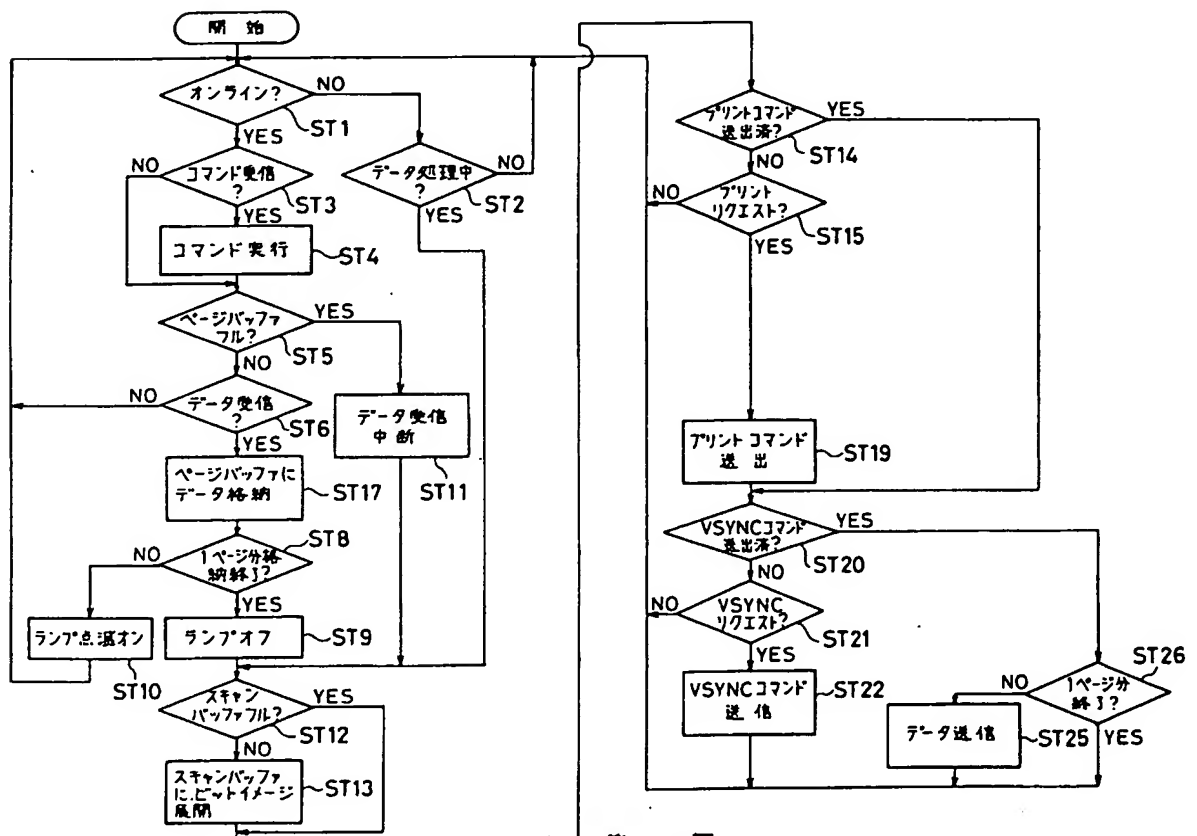 開始
オンライン?
NO
ST1
YES
NO
コマンド受信
?
ST3
YES
データ処理中
?
NO
ST2
YES
コマンド実行
ST4
ページバッファ
フル?
YES
ST5
NO
NO
データ受信
?
ST6
YES
データ受信
中断
ST11
ページバッファに
データ格納
ST17
ST8
NO
1ページ分格
納終了?
YES
ランプ点滅オン
ST10
ランプオフ
ST9
スキャン
バッファフル?
YES
ST12
NO
スキャンバッファ
に、ビットイメージ
展開
ST13
プリントコマンド
送出済?
YES
ST14
NO
NO
プリント
リクエスト?
ST15
YES
プリントコマンド
送出
ST19
VSYNCコマンド
送出済?
YES
ST20
NO
NO
VSYNC
リクエスト?
ST21
YES
VSYNCコマンド
送信
ST22
ST26
NO
1ページ分
終了?
YES
データ送信
ST25